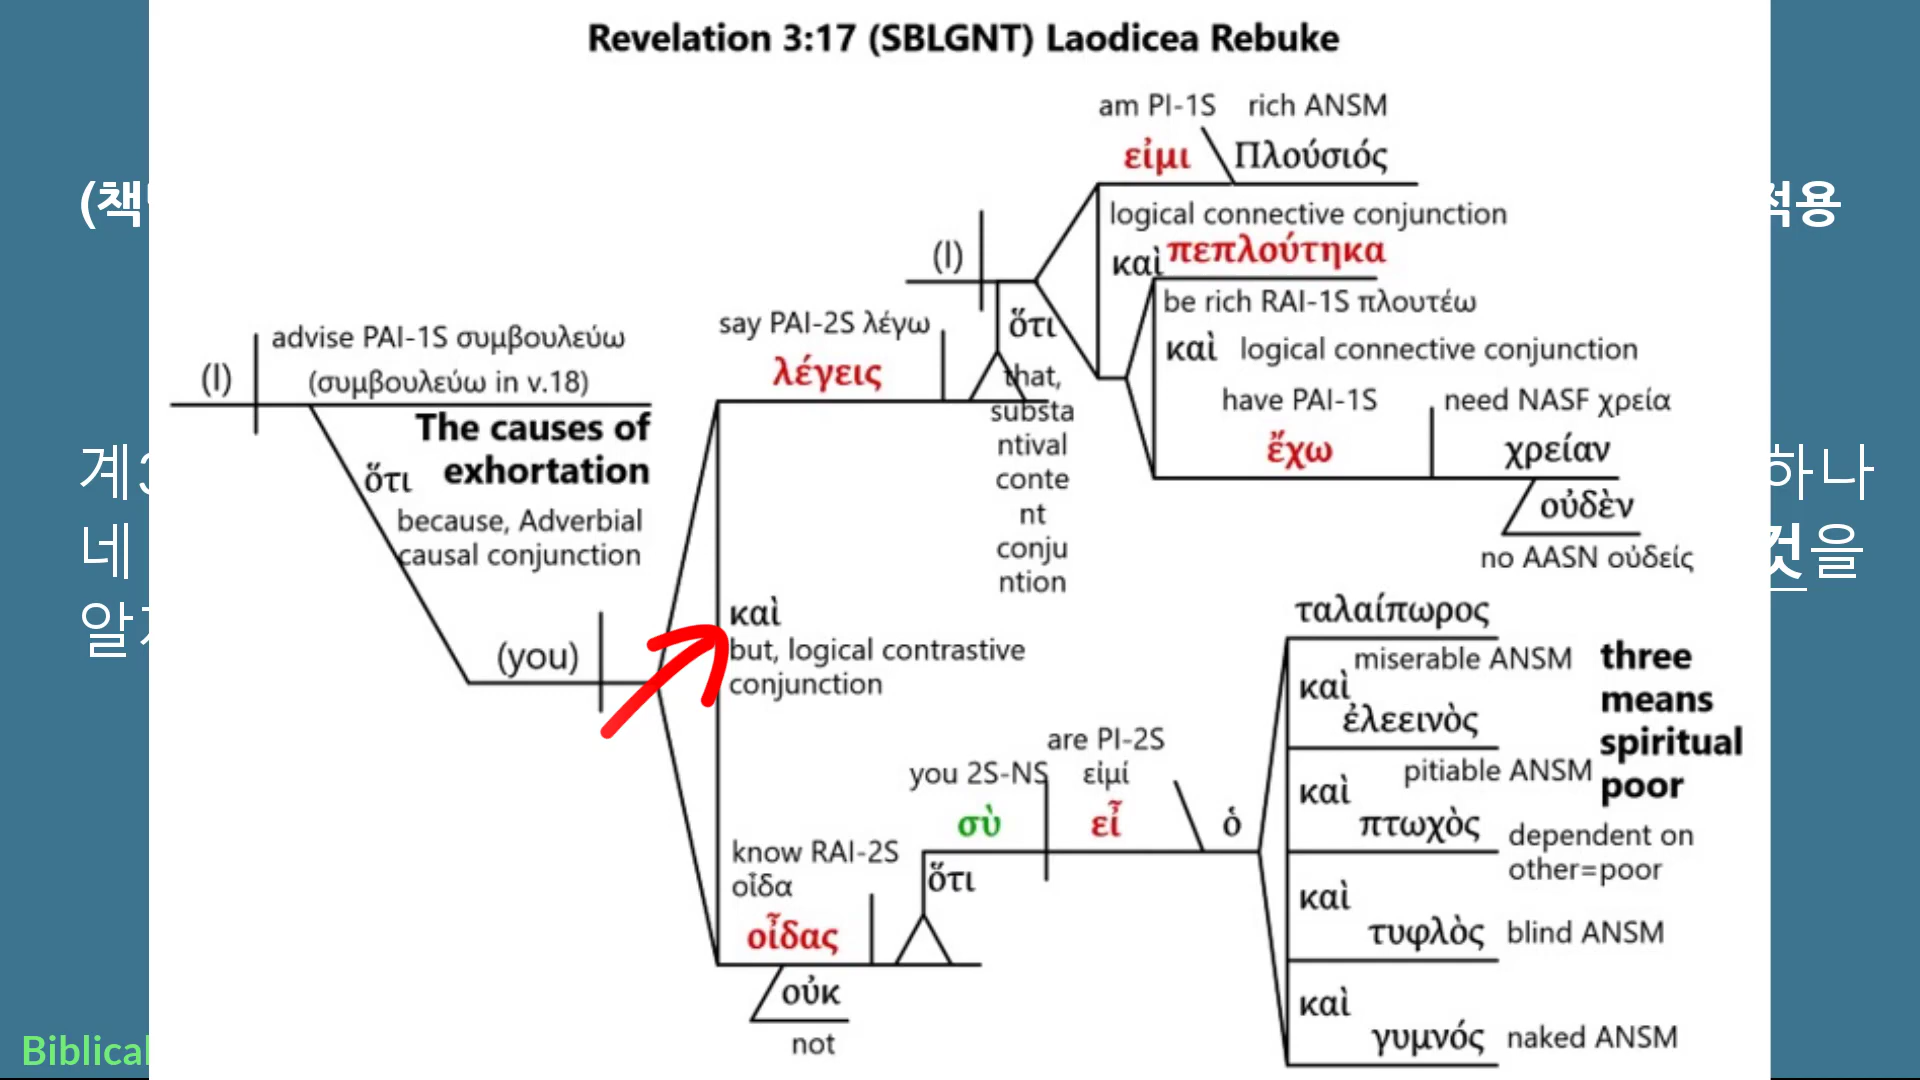 Revelation 3:17 (SBLGNT) Laodicea Rebuke
am PI-1S rich ANSM
εἰμι Πλούσιός
logical connective conjunction
(I)
καὶ πεπλούτηκα
be rich RAI-1S πλουτέω
say PAI-2S λέγω
ὅτι
καὶ logical connective conjunction
λέγεις
that,
substa
ntival
conte
nt
conju
ntion
have PAI-1S need NASF χρεία
ἔχω χρείαν
οὐδὲν
no AASN οὐδείς
(I)
advise PAI-1S συμβουλεύω
(συμβουλεύω in v.18)
The causes of
exhortation
ὅτι
because, Adverbial
causal conjunction
(you)
καὶ
but, logical contrastive
conjunction
know RAI-2S
οἶδα
οἶδας
οὐκ
not
ὅτι
you 2S-NS
σὺ
are PI-2S
εἰμί
εἶ
ὁ
ταλαίπωρος
miserable ANSM
καὶ
ἐλεεινὸς
pitiable ANSM
καὶ
πτωχὸς
dependent on
other=poor
καὶ
τυφλὸς blind ANSM
καὶ
γυμνός naked ANSM
three
means
spiritual
poor
(책
적용
계3
하나
네
것을
알
Biblical